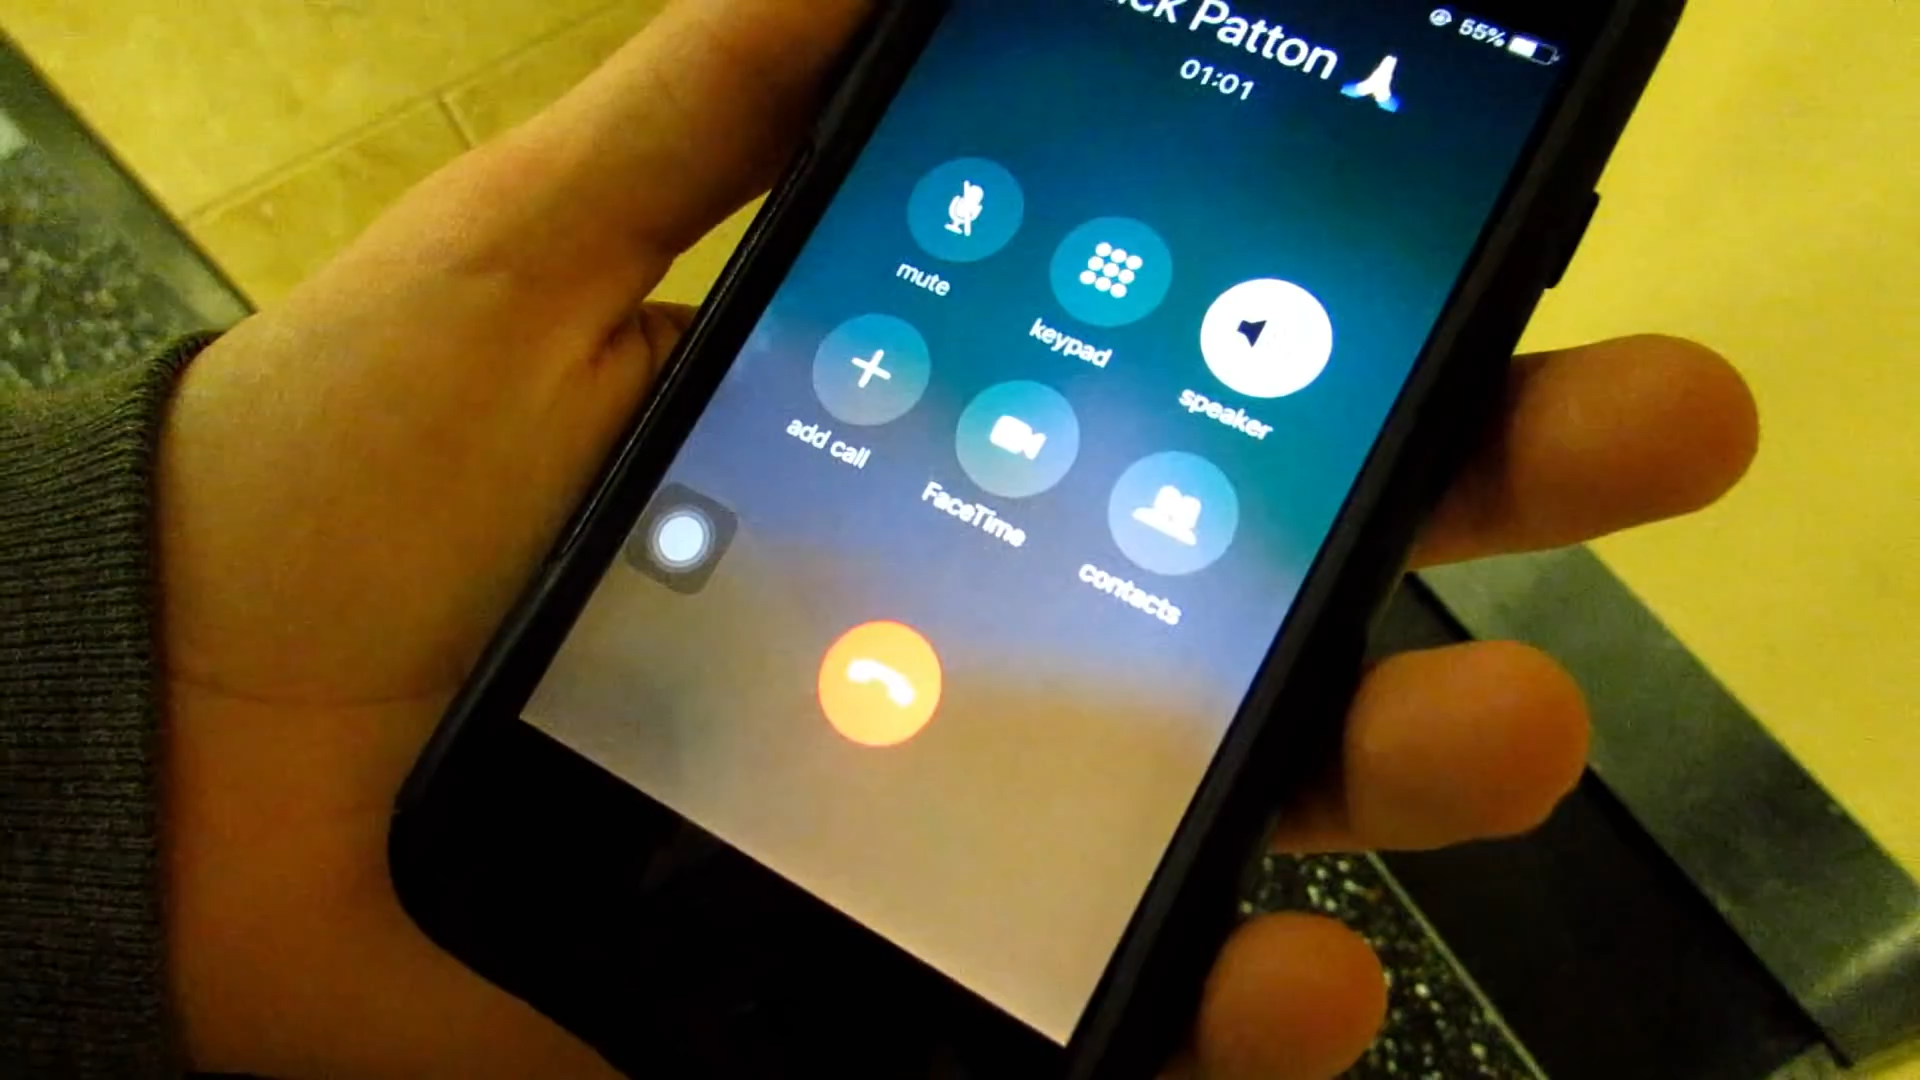 55%
Patton 🙏
01:01
mute
keypad
speaker
add call
FaceTime
contacts